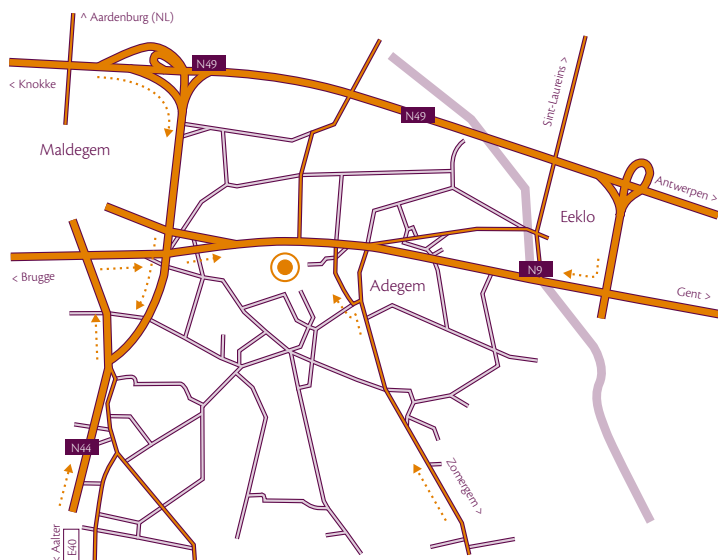 ^ Aardenburg (NL)
N49
< Knokke
Sint-Laureins >
N49
Maldegem
Antwerpen >
Eeklo
N9
< Brugge
Adegem
Gent >
N44
Zomergem >
< Aalter
E40